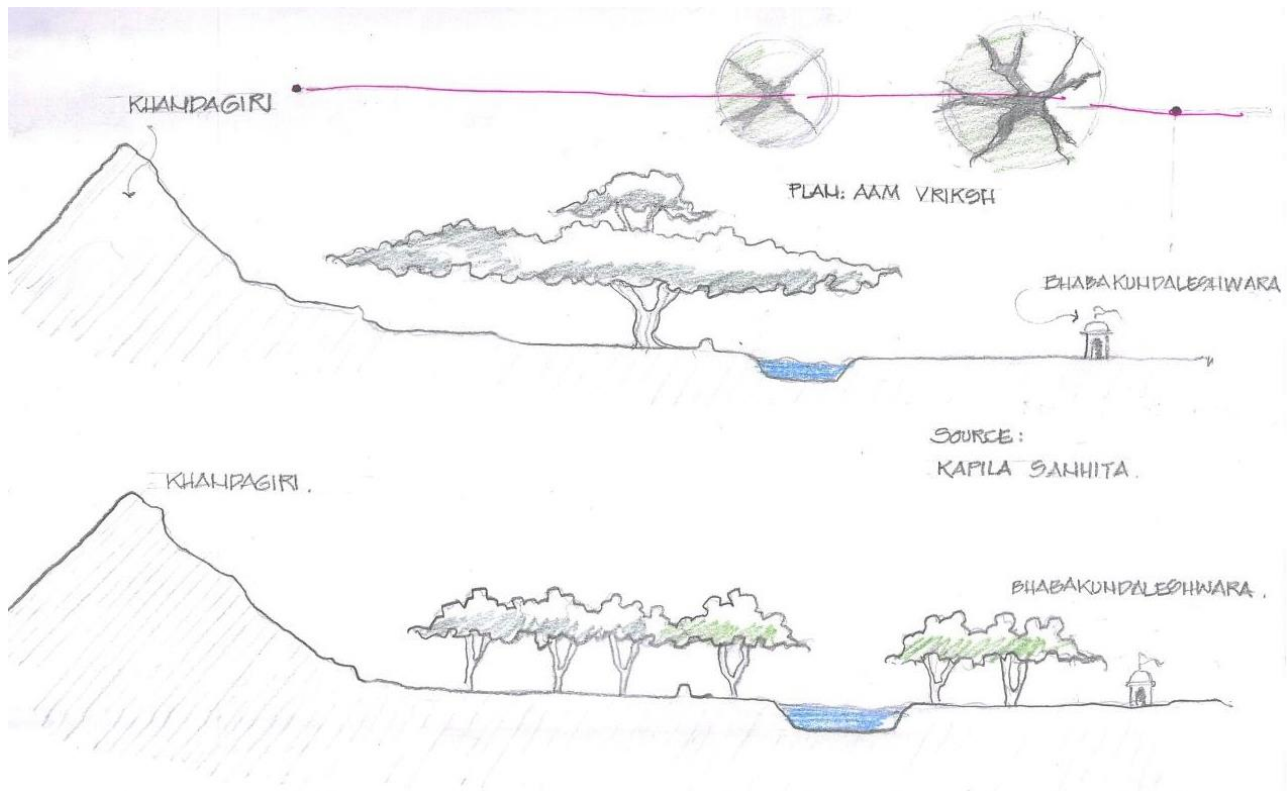 KHANDAGIRI
PLAN: AAM VRIKSH
BHABAKUNDALESHWARA
SOURCE:
KAPILA SANHITA.
KHANDAGIRI.
BHABAKUNDALESHWARA.